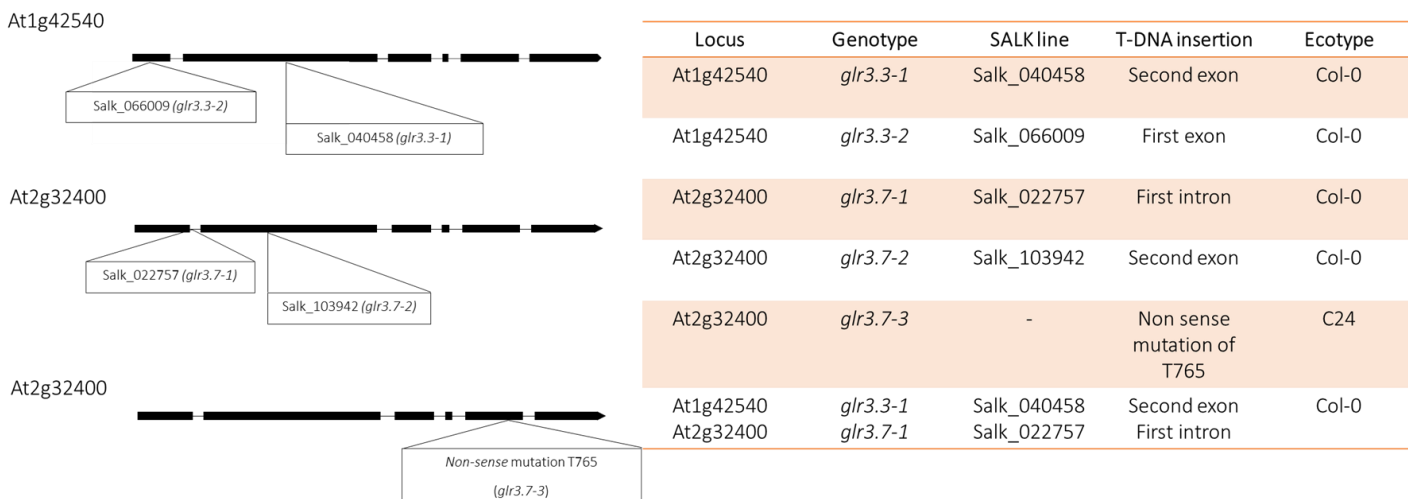 At1g42540
Salk_066009 (glr3.3-2)
Salk_040458 (glr3.3-1)
At2g32400
Salk_022757 (glr3.7-1)
Salk_103942 (glr3.7-2)
At2g32400
Non-sense mutation T765
(glr3.7-3)
Locus Genotype SALK line T-DNA insertion Ecotype
At1g42540 glr3.3-1 Salk_040458 Second exon Col-0
At1g42540 glr3.3-2 Salk_066009 First exon Col-0
At2g32400 glr3.7-1 Salk_022757 First intron Col-0
At2g32400 glr3.7-2 Salk_103942 Second exon Col-0
At2g32400 glr3.7-3 - Non sense C24
mutation of
T765
At1g42540 glr3.3-1 Salk_040458 Second exon Col-0
At2g32400 glr3.7-1 Salk_022757 First intron